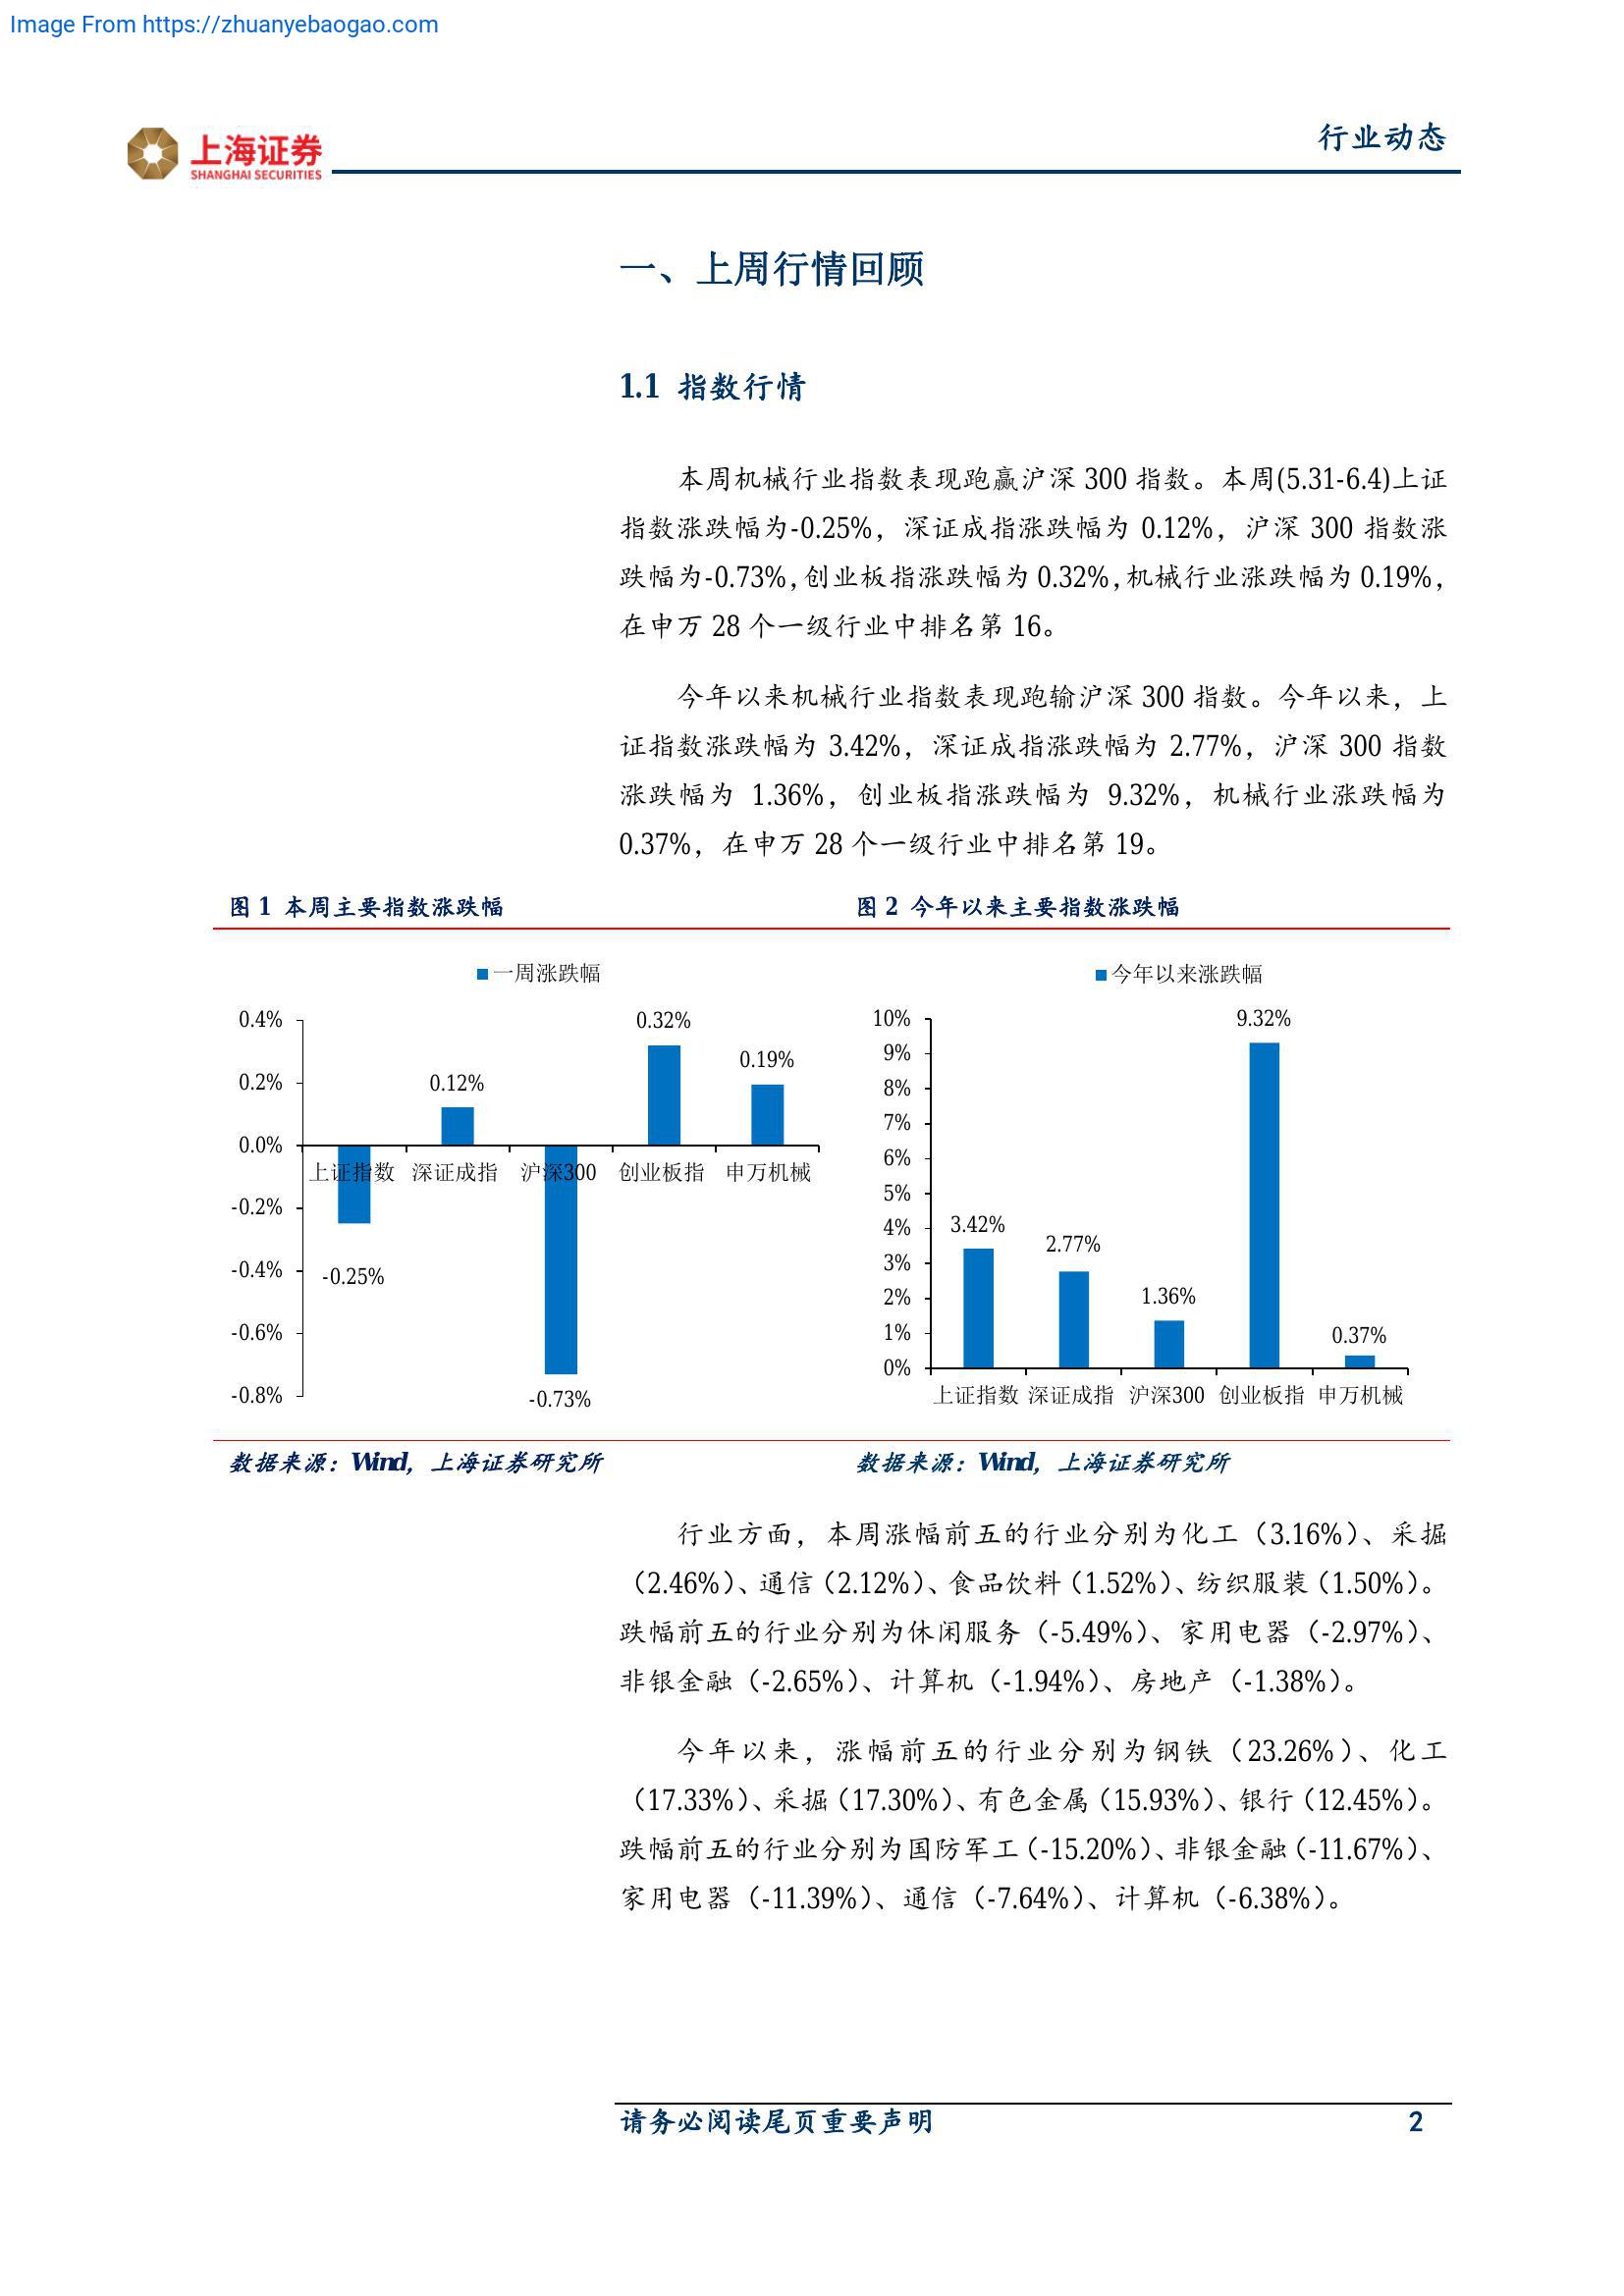 Image From https://zhuanyebaogao.com
上海证券
SHANGHAI SECURITIES
行业动态
一、上周行情回顾
1.1 指数行情
本周机械行业指数表现跑赢沪深 300 指数。本周(5.31-6.4)上证
指数涨跌幅为-0.25%，深证成指涨跌幅为 0.12%，沪深 300 指数涨
跌幅为-0.73%，创业板指涨跌幅为 0.32%，机械行业涨跌幅为 0.19%，
在申万 28 个一级行业中排名第 16。
今年以来机械行业指数表现跑输沪深 300 指数。今年以来，上
证指数涨跌幅为 3.42%，深证成指涨跌幅为 2.77%，沪深 300 指数
涨跌幅为 1.36%，创业板指涨跌幅为 9.32%，机械行业涨跌幅为
0.37%，在申万 28 个一级行业中排名第 19。
图 1 本周主要指数涨跌幅
一周涨跌幅
0.4%
0.2%
0.0%
-0.2%
-0.4%
-0.6%
-0.8%
-0.25%
0.12%
-0.73%
0.32%
0.19%
上证指数 深证成指 沪深300 创业板指 申万机械
数据来源：Wind，上海证券研究所
图 2 今年以来主要指数涨跌幅
今年以来涨跌幅
10%
9%
8%
7%
6%
5%
4%
3%
2%
1%
0%
3.42%
2.77%
1.36%
9.32%
0.37%
上证指数 深证成指 沪深300 创业板指 申万机械
数据来源：Wind，上海证券研究所
行业方面，本周涨幅前五的行业分别为化工（3.16%）、采掘
（2.46%）、通信（2.12%）、食品饮料（1.52%）、纺织服装（1.50%）。
跌幅前五的行业分别为休闲服务（-5.49%）、家用电器（-2.97%）、
非银金融（-2.65%）、计算机（-1.94%）、房地产（-1.38%）。
今年以来，涨幅前五的行业分别为钢铁（23.26%）、化工
（17.33%）、采掘（17.30%）、有色金属（15.93%）、银行（12.45%）。
跌幅前五的行业分别为国防军工（-15.20%）、非银金融（-11.67%）、
家用电器（-11.39%）、通信（-7.64%）、计算机（-6.38%）。
请务必阅读尾页重要声明
2